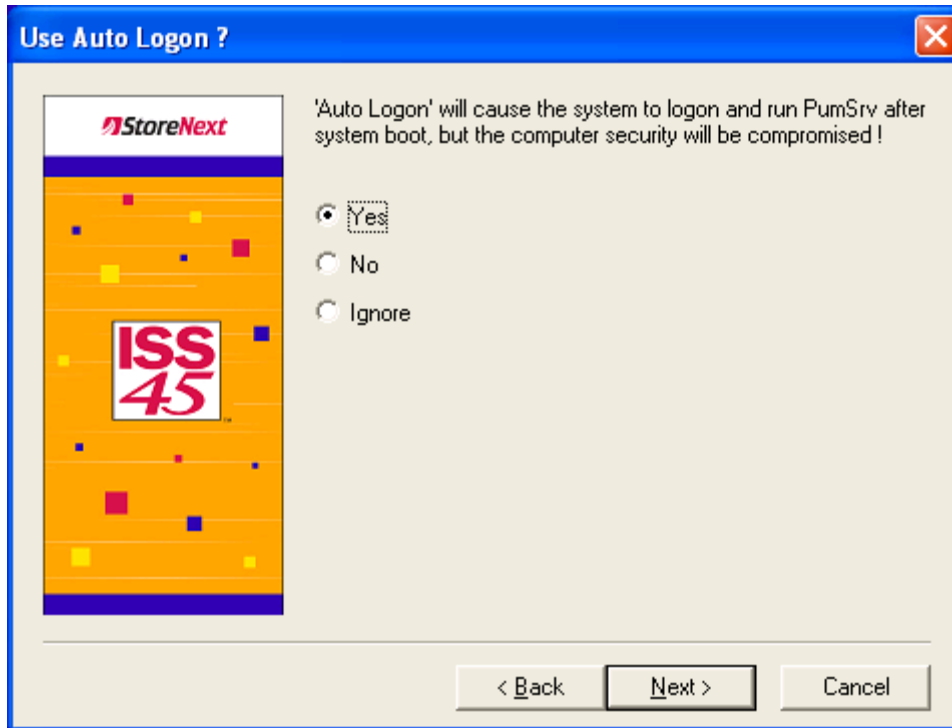 Use Auto Logon ?
StoreNext
'Auto Logon' will cause the system to logon and run PumSrv after
system boot, but the computer security will be compromised !
Yes
No
Ignore
ISS
45
TM
< Back
Next >
Cancel